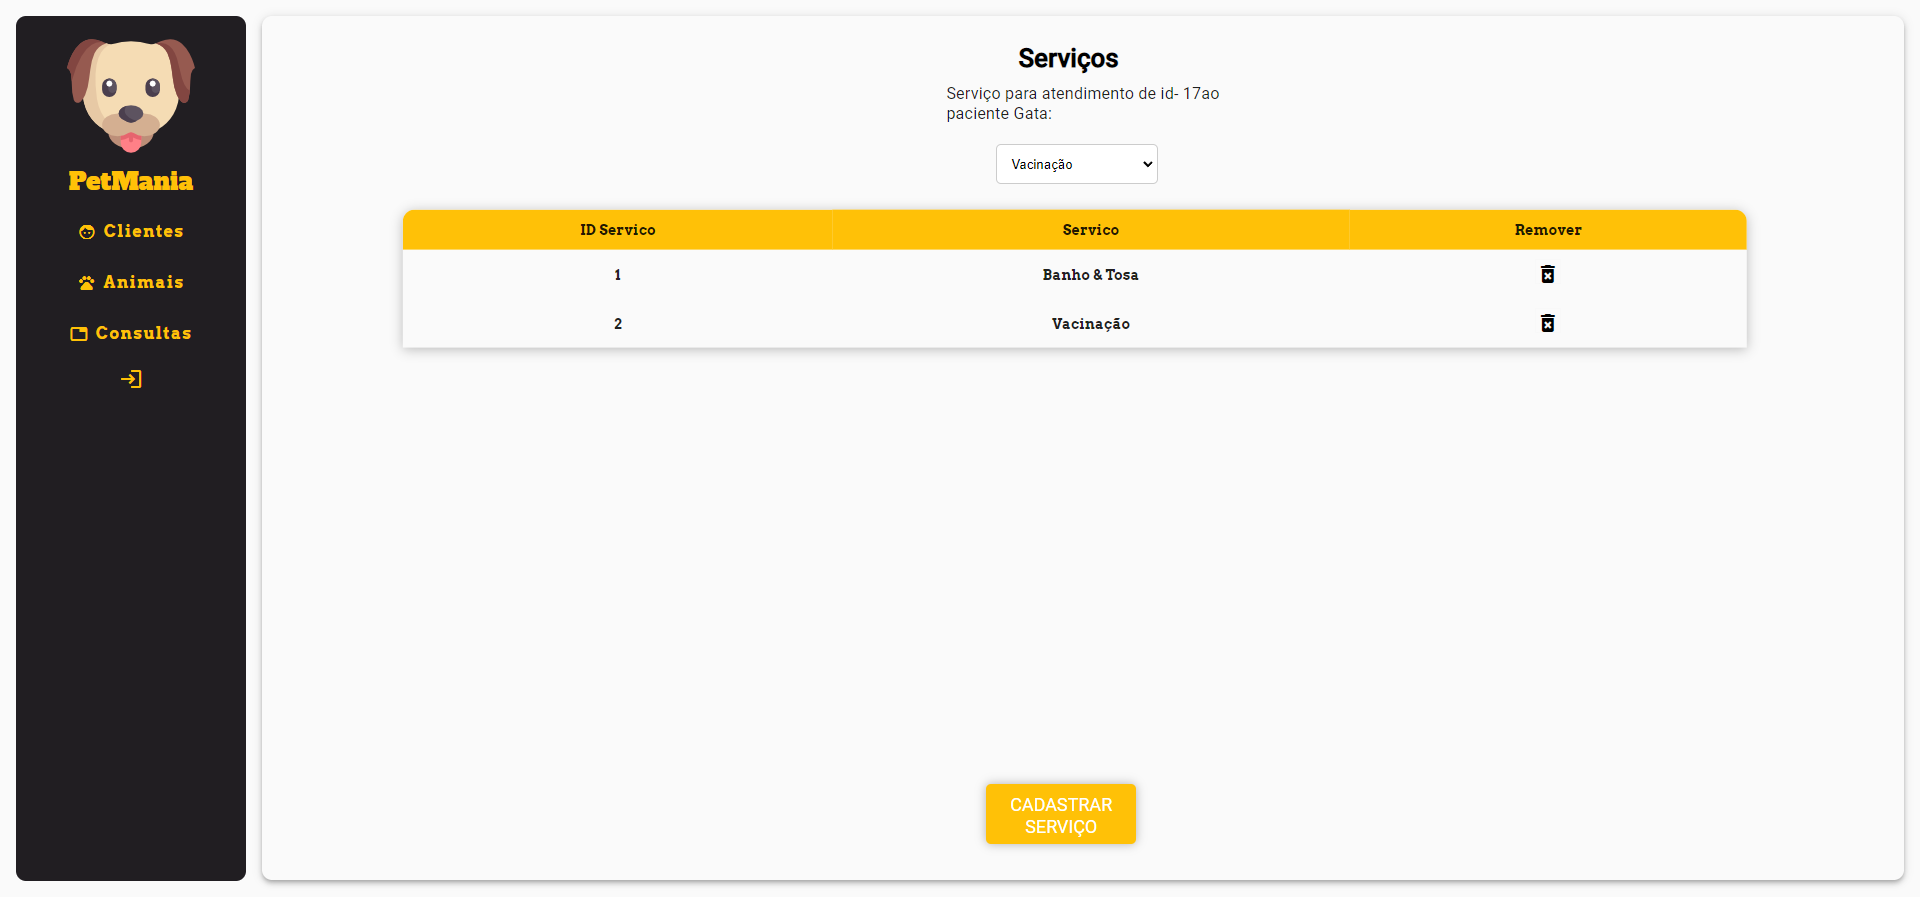 PetMania
Clientes
Animais
Consultas
Serviços
Serviço para atendimento de id- 17ao
paciente Gata:
Vacinação
ID Servico Servico Remover
1 Banho & Tosa
2 Vacinação
CADASTRAR
SERVIÇO